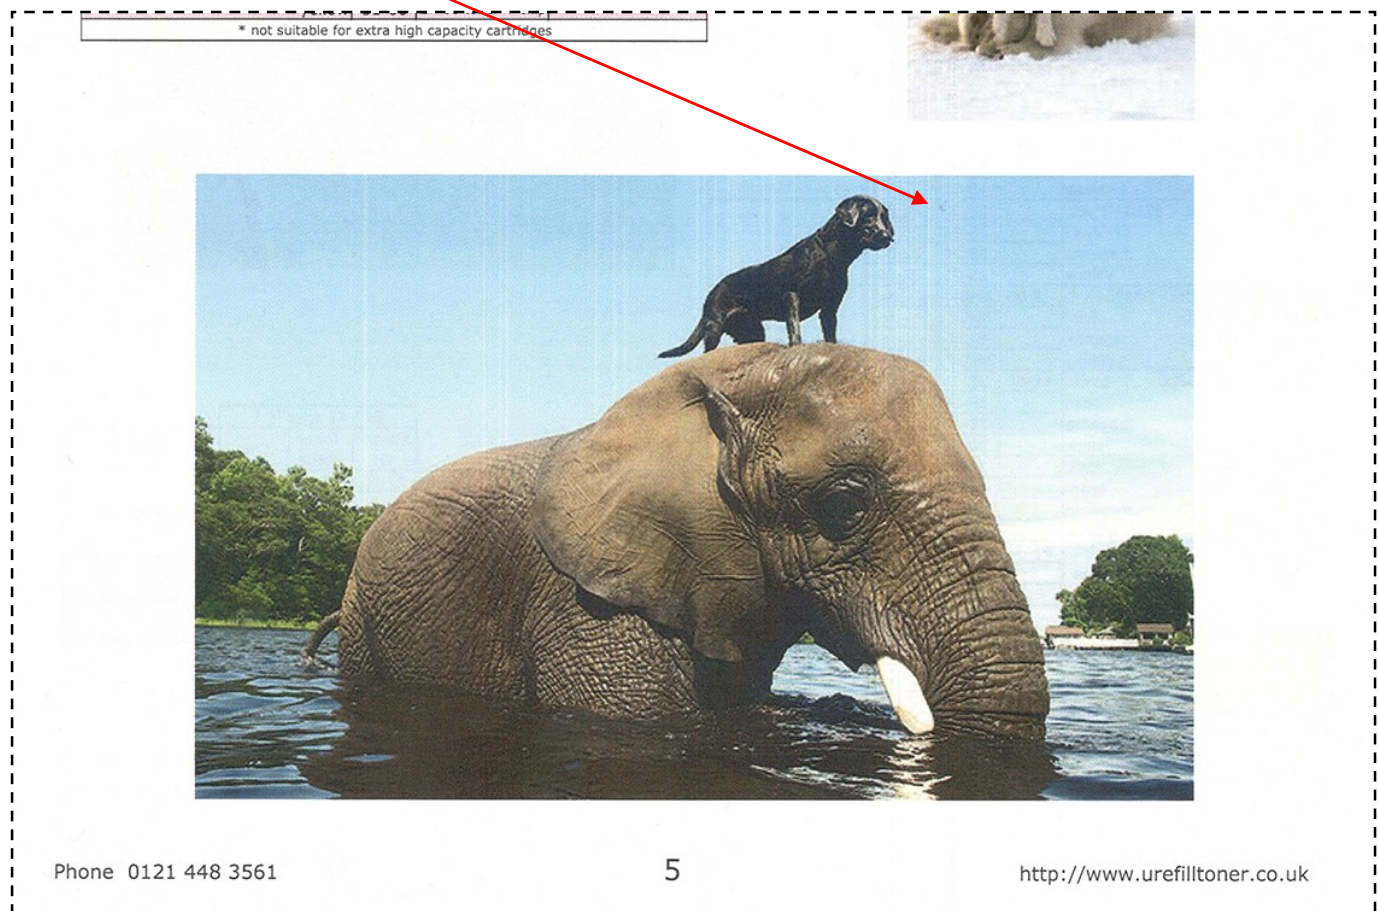 * not suitable for extra high capacity cartridges
Phone 0121 448 3561
5
http://www.urefilltoner.co.uk